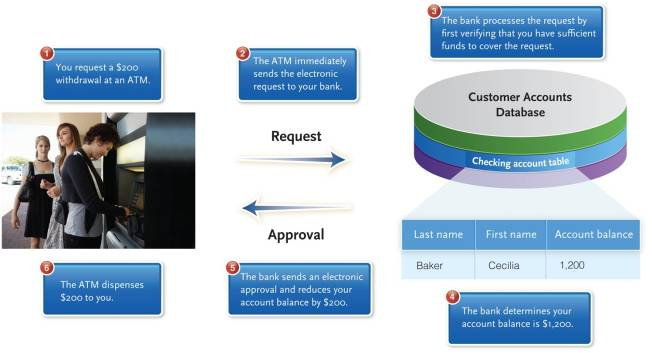 1
You request a $200
withdrawal at an ATM.
2
The ATM immediately
sends the electronic
request to your bank.
3
The bank processes the request by
first verifying that you have sufficient
funds to cover the request.
Request
Approval
Customer Accounts
Database
Checking account table
Last name First name Account balance
Baker Cecilia 1,200
4
The bank determines your
account balance is $1,200.
5
The bank sends an electronic
approval and reduces your
account balance by $200.
6
The ATM dispenses
$200 to you.